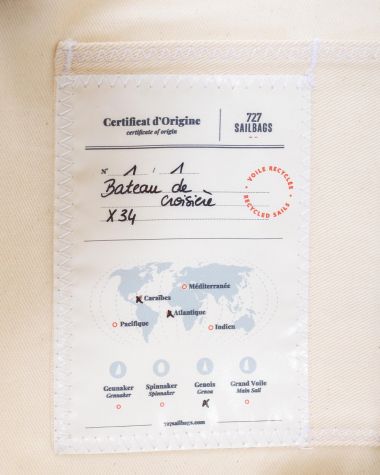 Certificat d'Origine
certificate of origin
727
SAILBAGS
N° 1 / 1
Bateau de
croisière
X34
VOILE RECYCLÉE
RECYCLED SAILS
Méditerranée
Caraïbes
Atlantique
Pacifique
Indien
Gennaker
Gennaker
Spinnaker
Spinnaker
Genois
Genoa
Grand Voile
Main Sail
727sailbags.com